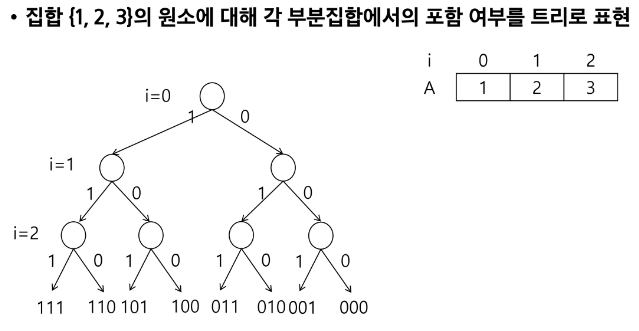 • 집합 {1, 2, 3}의 원소에 대해 각 부분집합에서의 포함 여부를 트리로 표현
i 0 1 2
A 1 2 3
i=0
1 0
i=1
1 0 1 0
i=2
1 0 1 0 1 0 1 0
111 110 101 100 011 010 001 000